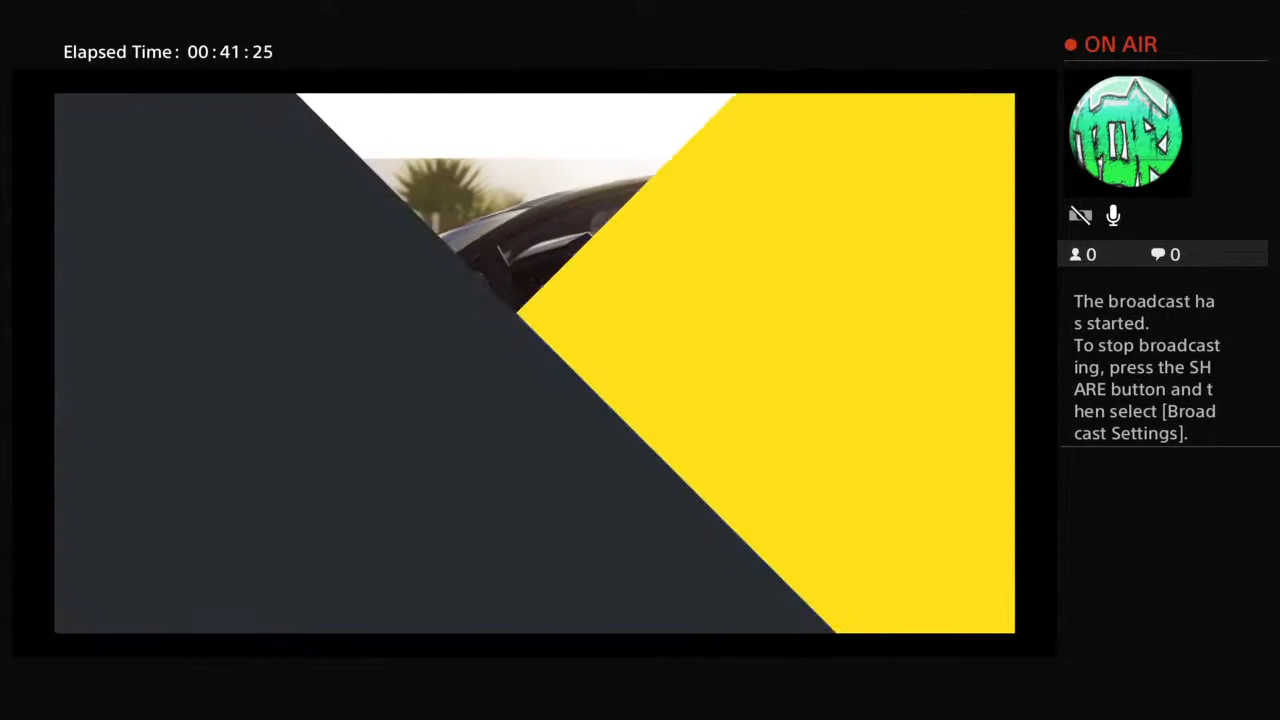 Elapsed Time: 00:41:25
ON AIR
0
0
The broadcast ha
s started.
To stop broadcast
ing, press the SH
ARE button and t
hen select [Broad
cast Settings].